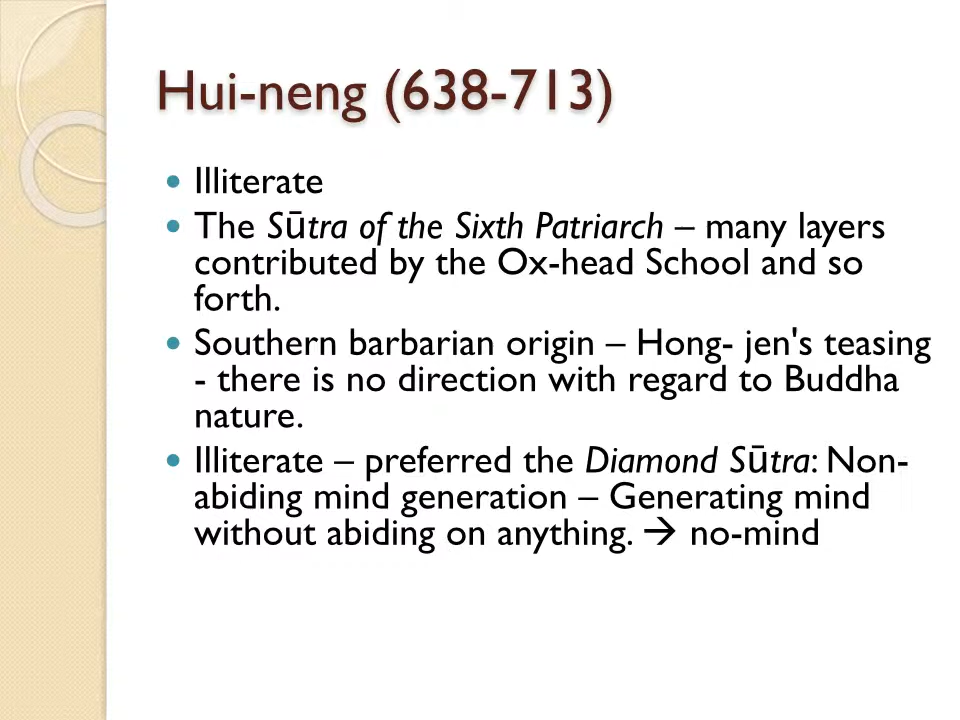 Hui-neng (638-713)
• Illiterate
• The Sūtra of the Sixth Patriarch – many layers
contributed by the Ox-head School and so
forth.
• Southern barbarian origin – Hong- jen's teasing
- there is no direction with regard to Buddha
nature.
• Illiterate – preferred the Diamond Sūtra: Non-
abiding mind generation – Generating mind
without abiding on anything. → no-mind